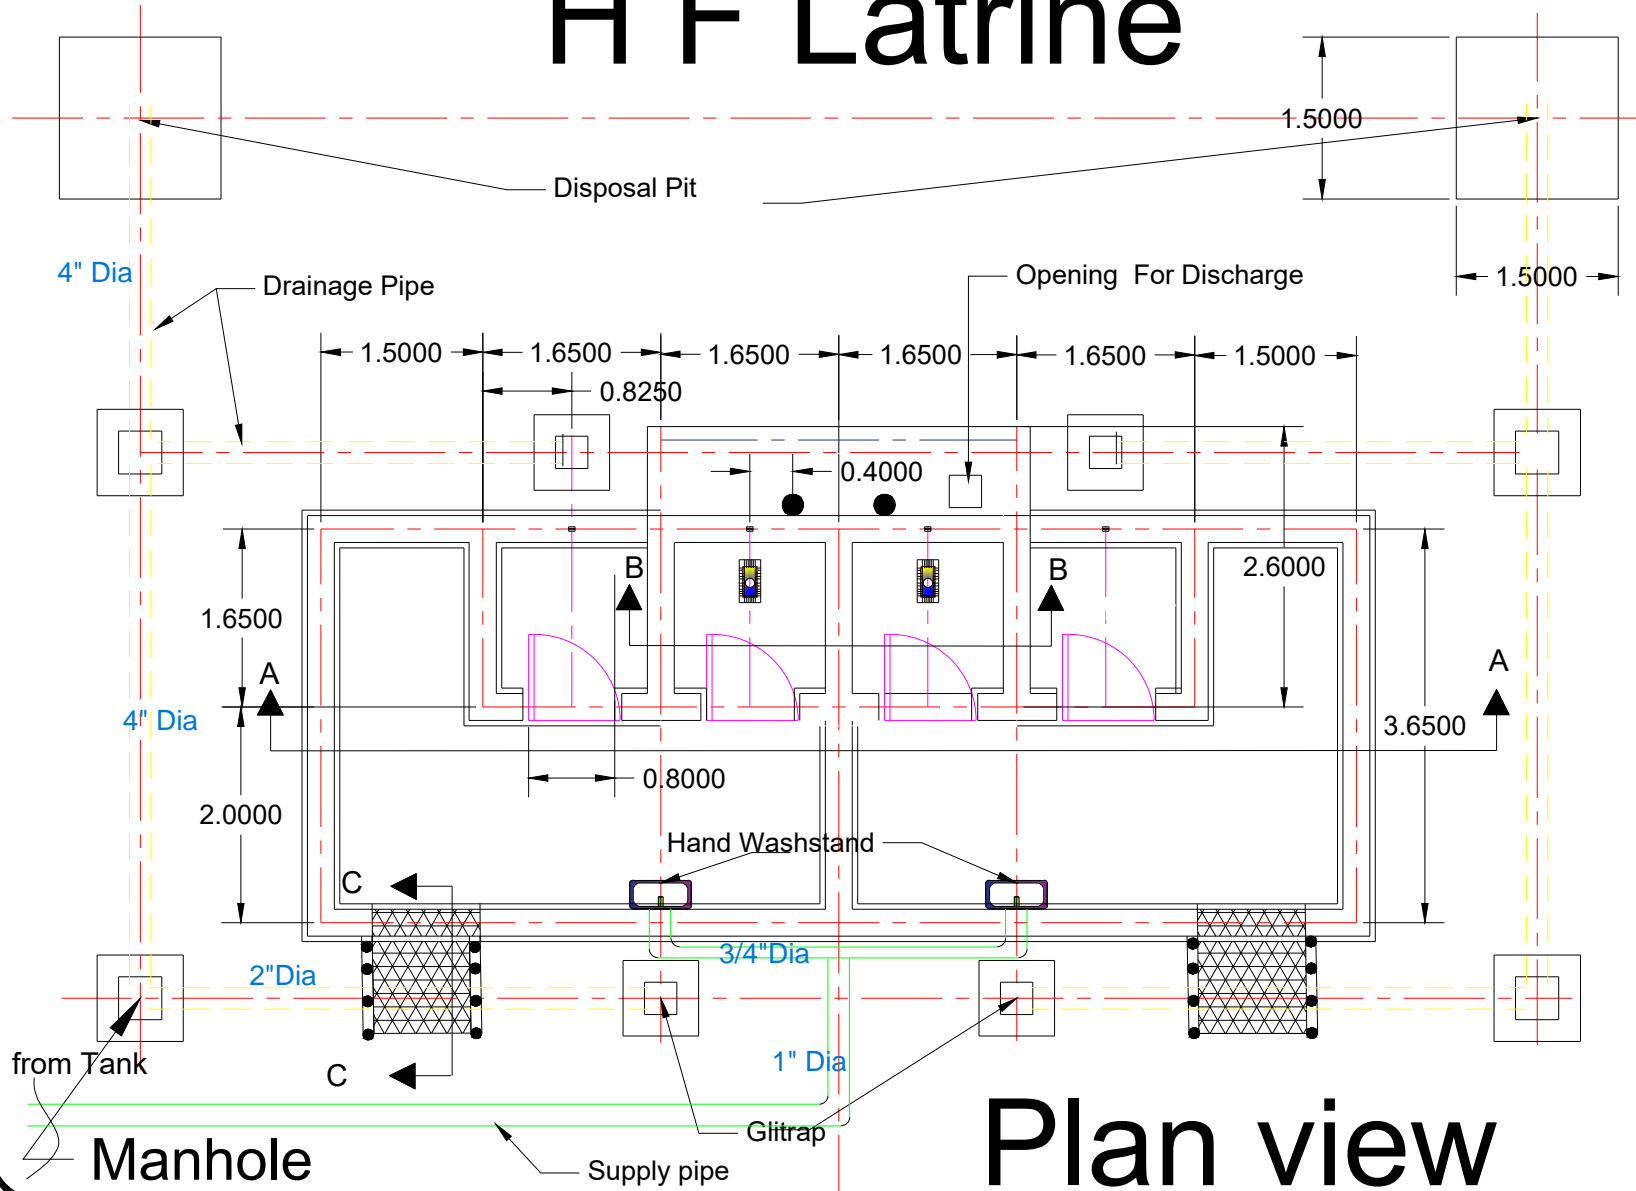 H F Latrine
1.5000
Disposal Pit
4" Dia
Drainage Pipe
Opening For Discharge
1.5000
1.5000
1.6500
1.6500
1.6500
1.6500
1.5000
0.8250
0.4000
B
B
2.6000
1.6500
A
A
4" Dia
3.6500
0.8000
2.0000
Hand Washstand
C
3/4"Dia
2"Dia
from Tank
C
1" Dia
Glitrap
Manhole
Supply pipe
Plan view